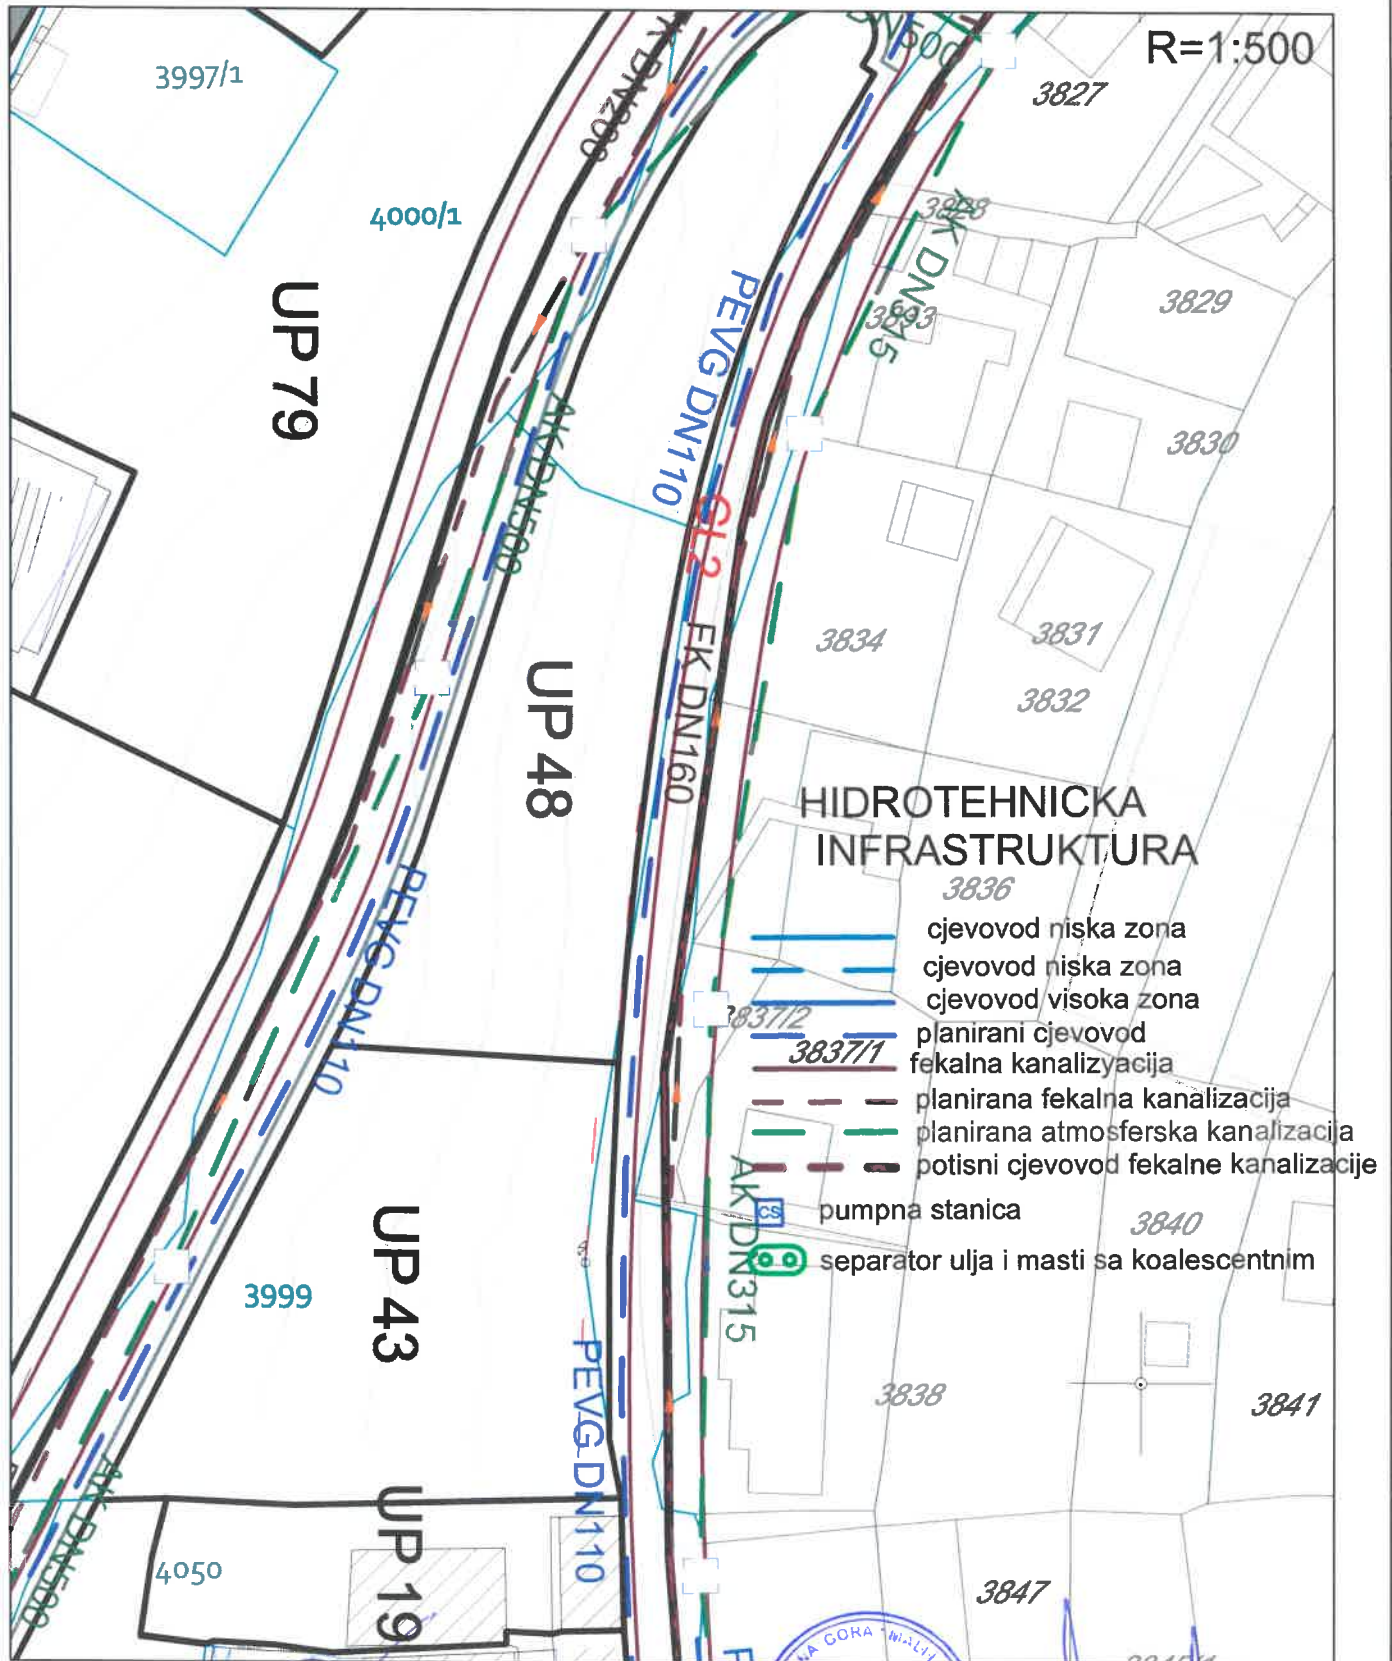 R=1:500
3997/1
3827
4000/1
3828
AK DN315
UP 79
PEVG DN110
3829
3830
AK DN500
GL2
FK DN160
3834
3831
3832
UP 48
HIDROTEHNICKA
INFRASTRUKTURA
3836
cjevovod niska zona
cjevovod niska zona
cjevovod visoka zona
planirani cjevovod
3837/2
3837/1
fekalna kanalizyacija
planirana fekalna kanalizacija
planirana atmosferska kanalizacija
potisni cjevovod fekalne kanalizacije
CS pumpna stanica
separator ulja i masti sa koalescentnim
PEVG DN110
AK DN315
3840
UP 43
3999
PEVG DN110
3838
3841
AK DN500
UP 19
4050
3847